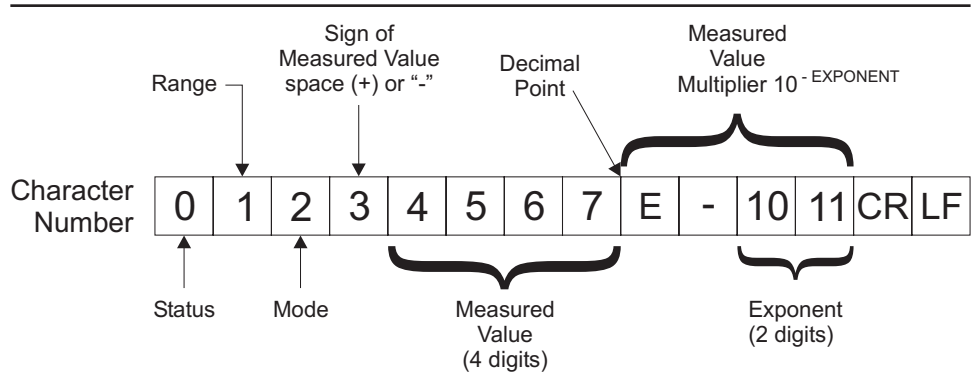 Sign of
Measured Value
space (+) or “-”
Range
Decimal
Point
Measured
Value
Multiplier 10 - EXPONENT
Character
Number
0 1 2 3 4 5 6 7 E - 10 11 CR LF
Status
Mode
Measured
Value
(4 digits)
Exponent
(2 digits)